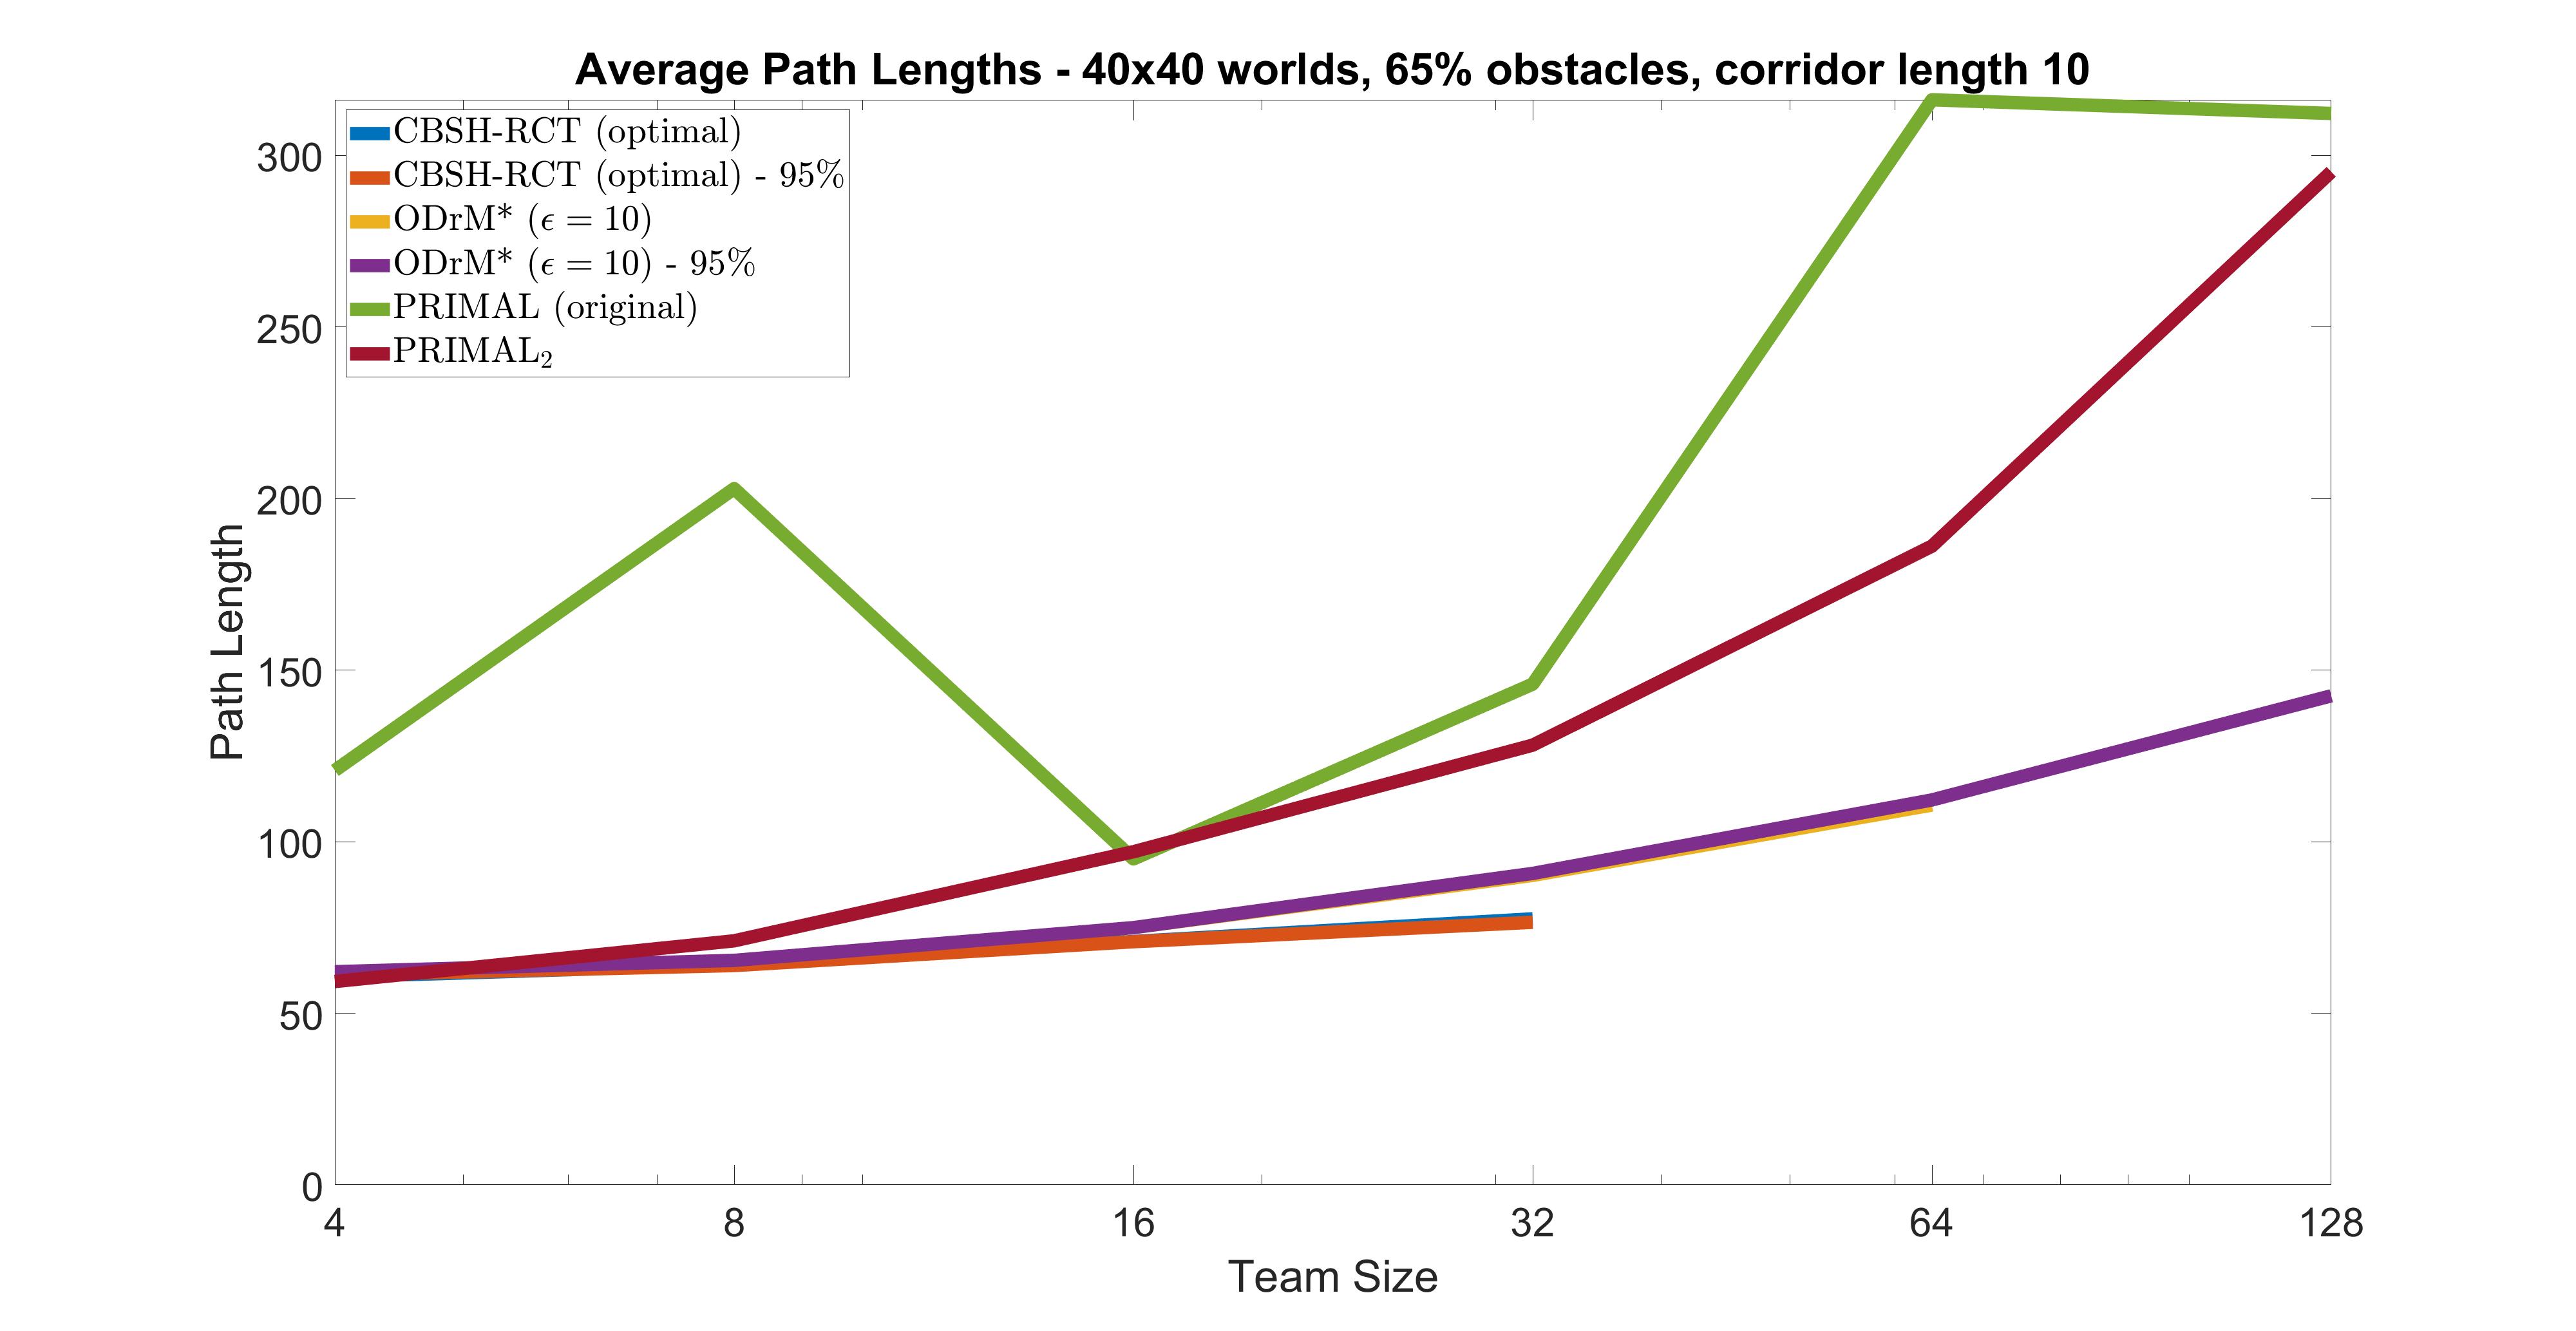 Average Path Lengths - 40x40 worlds, 65% obstacles, corridor length 10
CBSH-RCT (optimal)
CBSH-RCT (optimal) - 95%
ODrM* (ϵ = 10)
ODrM* (ϵ = 10) - 95%
PRIMAL (original)
PRIMAL₂
300
250
200
150
100
50
0
Path Length
4 8 16 32 64 128
Team Size